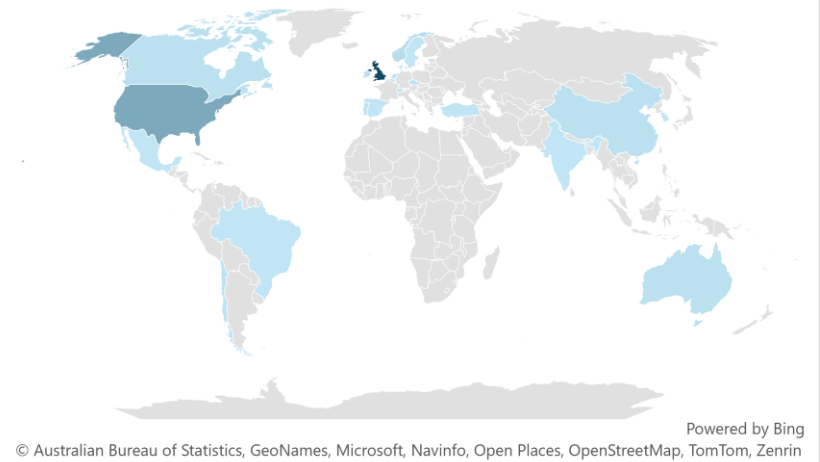 Powered by Bing
© Australian Bureau of Statistics, GeoNames, Microsoft, Navinfo, Open Places, OpenStreetMap, TomTom, Zenrin